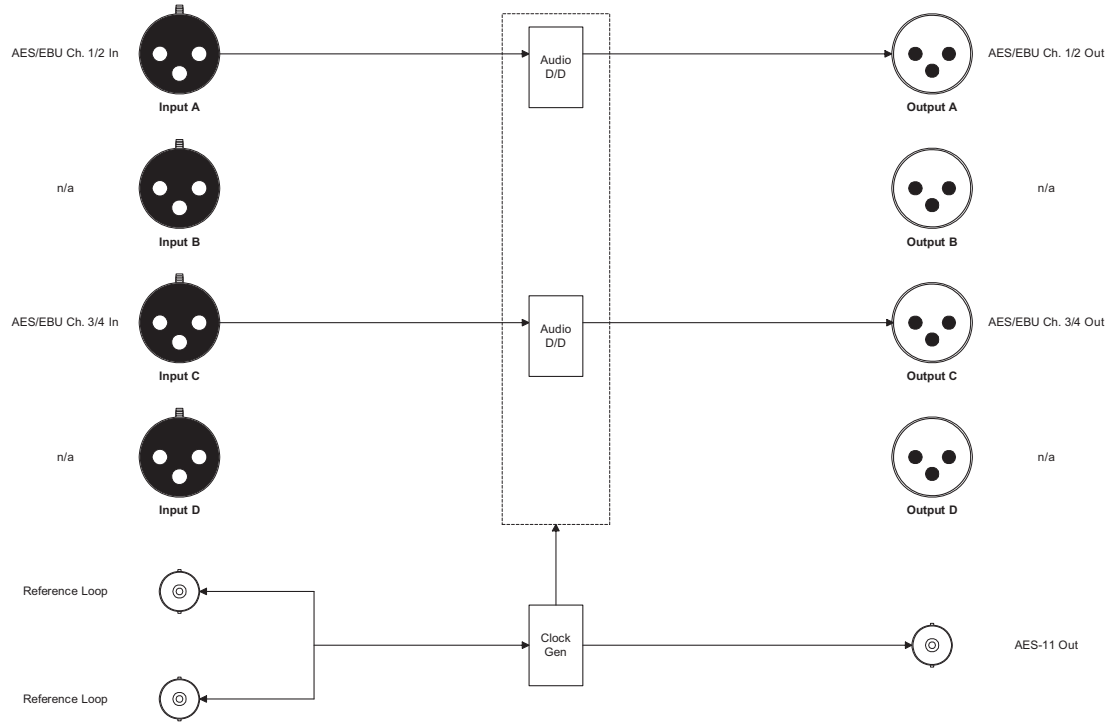 AES/EBU Ch. 1/2 In
Input A
Audio
D/D
AES/EBU Ch. 1/2 Out
Output A
n/a
Input B
n/a
Output B
AES/EBU Ch. 3/4 In
Input C
Audio
D/D
AES/EBU Ch. 3/4 Out
Output C
n/a
Input D
n/a
Output D
Reference Loop
Clock
Gen
AES-11 Out
Reference Loop